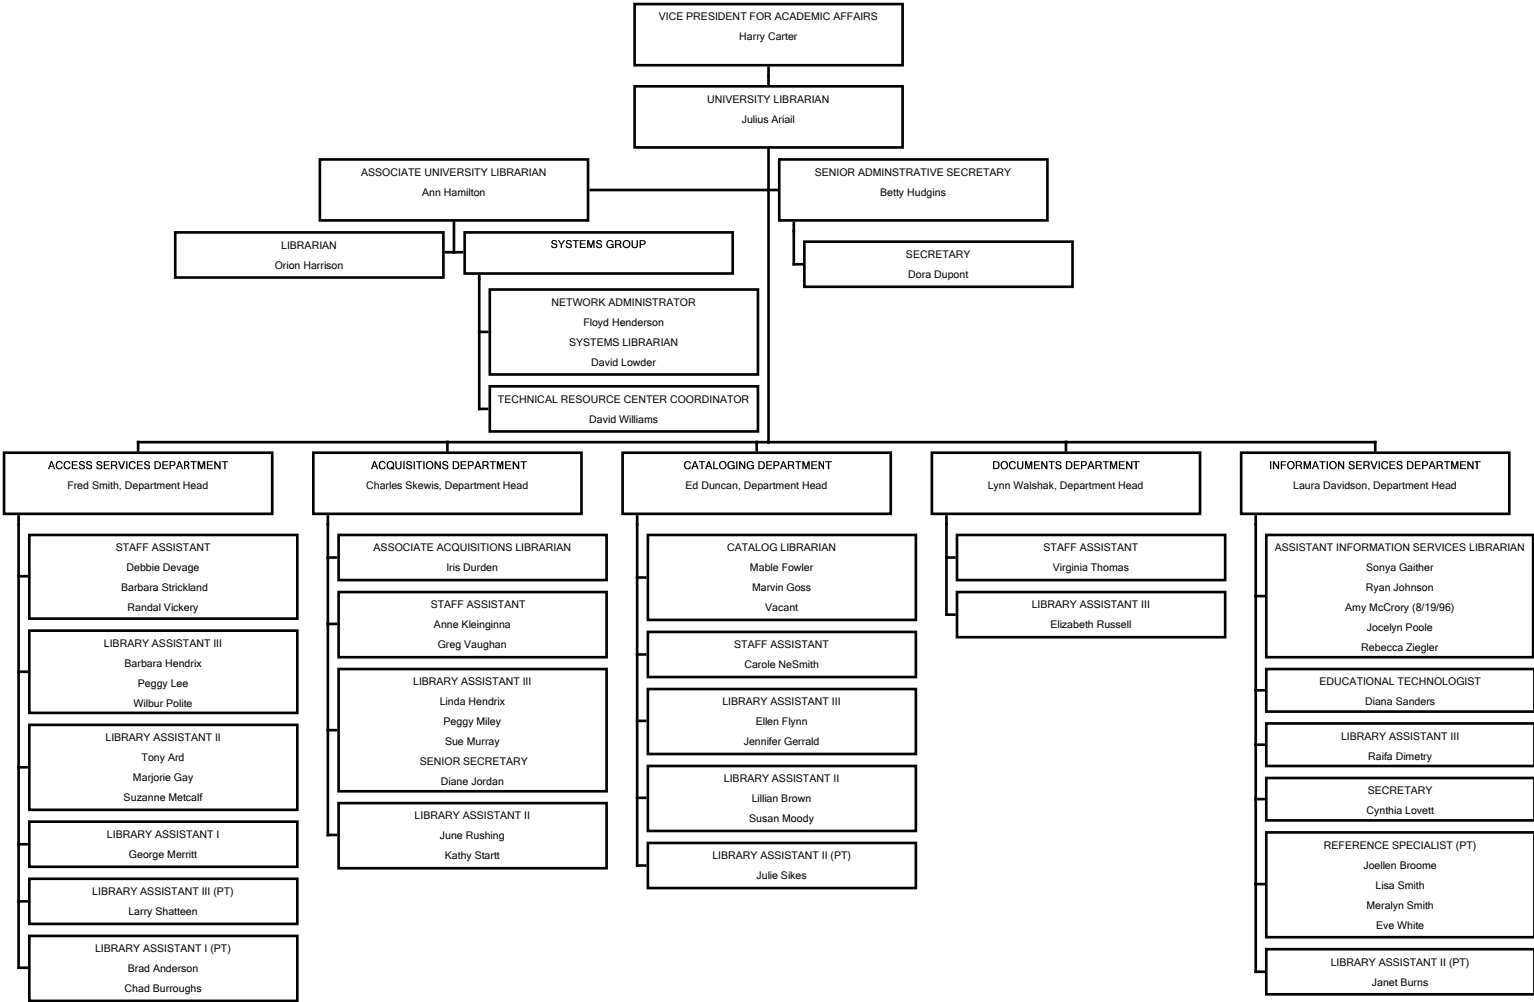 VICE PRESIDENT FOR ACADEMIC AFFAIRS
Harry Carter
UNIVERSITY LIBRARIAN
Julius Ariail
ASSOCIATE UNIVERSITY LIBRARIAN
Ann Hamilton
SENIOR ADMINSTRATIVE SECRETARY
Betty Hudgins
LIBRARIAN
Orion Harrison
SYSTEMS GROUP
SECRETARY
Dora Dupont
NETWORK ADMINISTRATOR
Floyd Henderson
SYSTEMS LIBRARIAN
David Lowder
TECHNICAL RESOURCE CENTER COORDINATOR
David Williams
ACCESS SERVICES DEPARTMENT
Fred Smith, Department Head
STAFF ASSISTANT
Debbie Devage
Barbara Strickland
Randal Vickery
LIBRARY ASSISTANT III
Barbara Hendrix
Peggy Lee
Wilbur Polite
LIBRARY ASSISTANT II
Tony Ard
Marjorie Gay
Suzanne Metcalf
LIBRARY ASSISTANT I
George Merritt
LIBRARY ASSISTANT III (PT)
Larry Shatteen
LIBRARY ASSISTANT I (PT)
Brad Anderson
Chad Burroughs
ACQUISITIONS DEPARTMENT
Charles Skewis, Department Head
ASSOCIATE ACQUISITIONS LIBRARIAN
Iris Durden
STAFF ASSISTANT
Anne Kleinginna
Greg Vaughan
LIBRARY ASSISTANT III
Linda Hendrix
Peggy Miley
Sue Murray
SENIOR SECRETARY
Diane Jordan
LIBRARY ASSISTANT II
June Rushing
Kathy Startt
CATALOGING DEPARTMENT
Ed Duncan, Department Head
CATALOG LIBRARIAN
Mable Fowler
Marvin Goss
Vacant
STAFF ASSISTANT
Carole NeSmith
LIBRARY ASSISTANT III
Ellen Flynn
Jennifer Gerrald
LIBRARY ASSISTANT II
Lillian Brown
Susan Moody
LIBRARY ASSISTANT II (PT)
Julie Sikes
DOCUMENTS DEPARTMENT
Lynn Walshak, Department Head
STAFF ASSISTANT
Virginia Thomas
LIBRARY ASSISTANT III
Elizabeth Russell
INFORMATION SERVICES DEPARTMENT
Laura Davidson, Department Head
ASSISTANT INFORMATION SERVICES LIBRARIAN
Sonya Gaither
Ryan Johnson
Amy McCrory (8/19/96)
Jocelyn Poole
Rebecca Ziegler
EDUCATIONAL TECHNOLOGIST
Diana Sanders
LIBRARY ASSISTANT III
Raifa Dimetry
SECRETARY
Cynthia Lovett
REFERENCE SPECIALIST (PT)
Joellen Broome
Lisa Smith
Meralyn Smith
Eve White
LIBRARY ASSISTANT II (PT)
Janet Burns